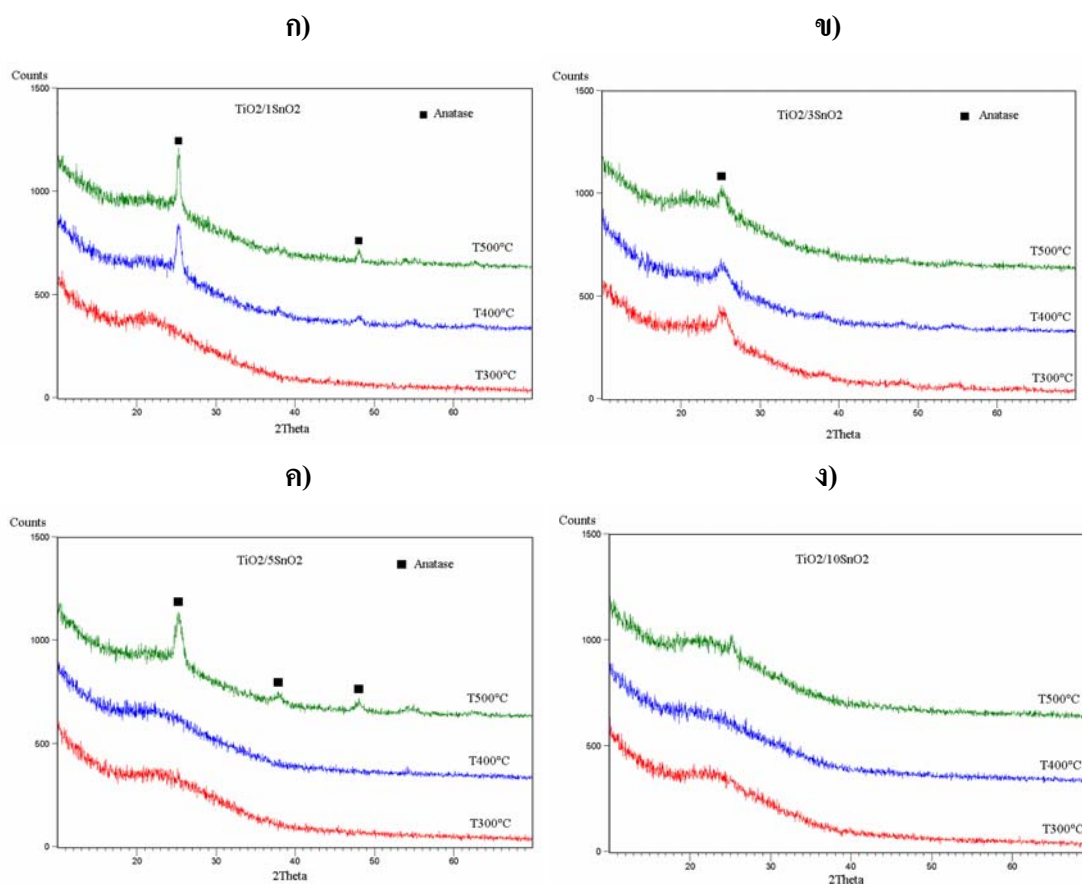 ก)
Counts
1500
TiO2/1SnO2
■ Anatase
1000
T500°C
500
T400°C
T300°C
0
20 30 40 50 60
2Theta
ข)
Counts
1500
TiO2/3SnO2
■ Anatase
1000
T500°C
500
T400°C
T300°C
0
20 30 40 50 60
2Theta
ค)
Counts
1500
TiO2/5SnO2
■ Anatase
1000
T500°C
500
T400°C
T300°C
0
20 30 40 50 60
2Theta
ง)
Counts
1500
TiO2/10SnO2
1000
T500°C
500
T400°C
T300°C
0
20 30 40 50 60
2Theta